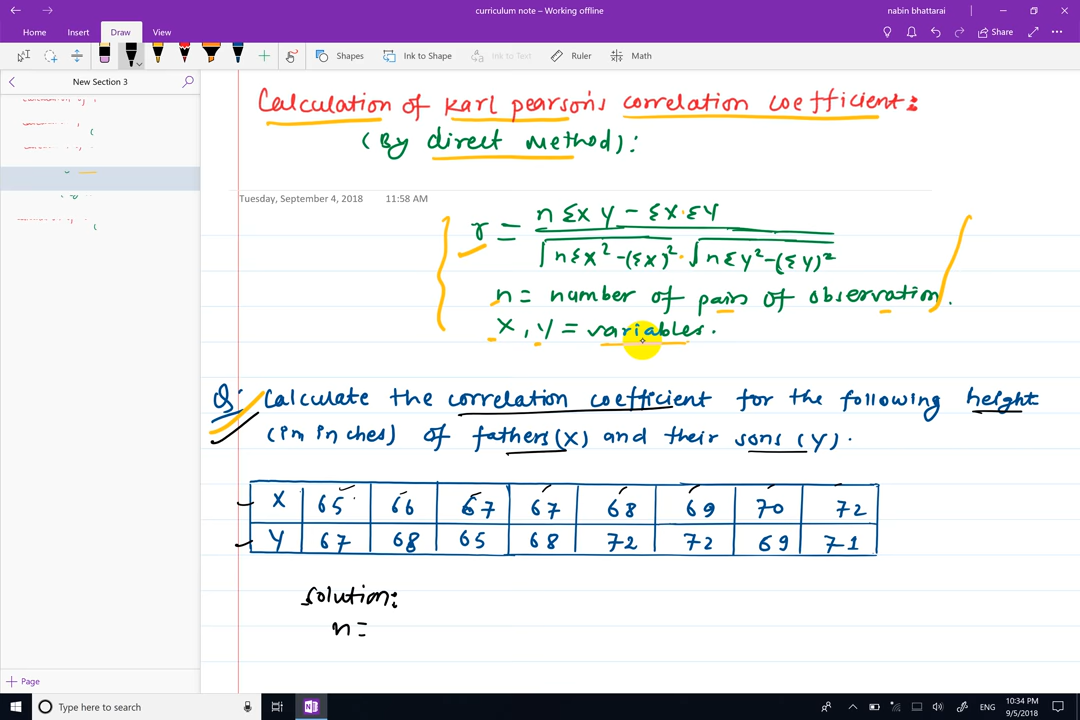 curriculum note – Working offline
nabin bhattarai
Home Insert Draw View
Share
Shapes Ink to Shape Ink to Text Ruler Math
New Section 3
Calculation of Karl pearson's correlation coefficient:
(By direct method):
Tuesday, September 4, 2018 11:58 AM
r = n ΣX Y – ΣX·ΣY
√nΣX² –(ΣX)² · √nΣY² –(ΣY)²
n = number of pairs of observation.
X, Y = variables.
Q: Calculate the correlation coefficient for the following height
(in inches) of fathers(X) and their sons (Y).
X 65 66 67 67 68 69 70 72
Y 67 68 65 68 72 72 69 71
solution:
n =
+ Page
Type here to search
ENG
10:34 PM
9/5/2018